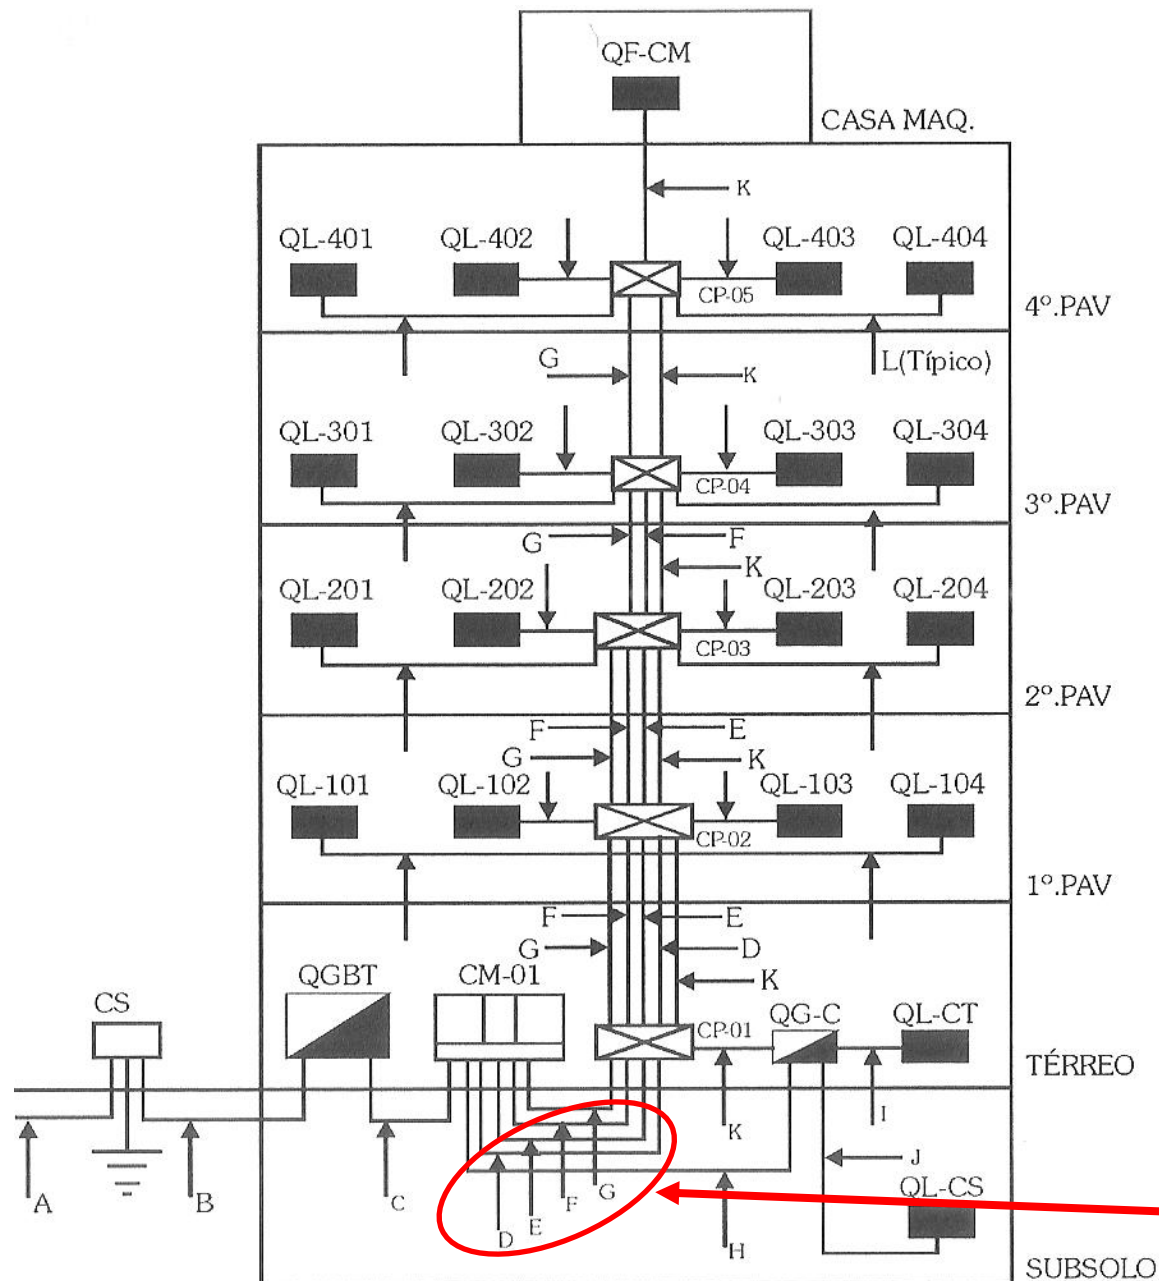 QF-CM
CASA MAQ.
K
QL-401 QL-402 QL-403 QL-404
CP-05
4º.PAV
G K L(Típico)
QL-301 QL-302 QL-303 QL-304
CP-04
3º.PAV
G F
K
QL-201 QL-202 QL-203 QL-204
CP-03
2º.PAV
F E
G K
QL-101 QL-102 QL-103 QL-104
CP-02
1º.PAV
F E
G D
K
CS QGBT CM-01 CP-01 QG-C QL-CT
TÉRREO
K I
J
A B C D E F G H
QL-CS
SUBSOLO